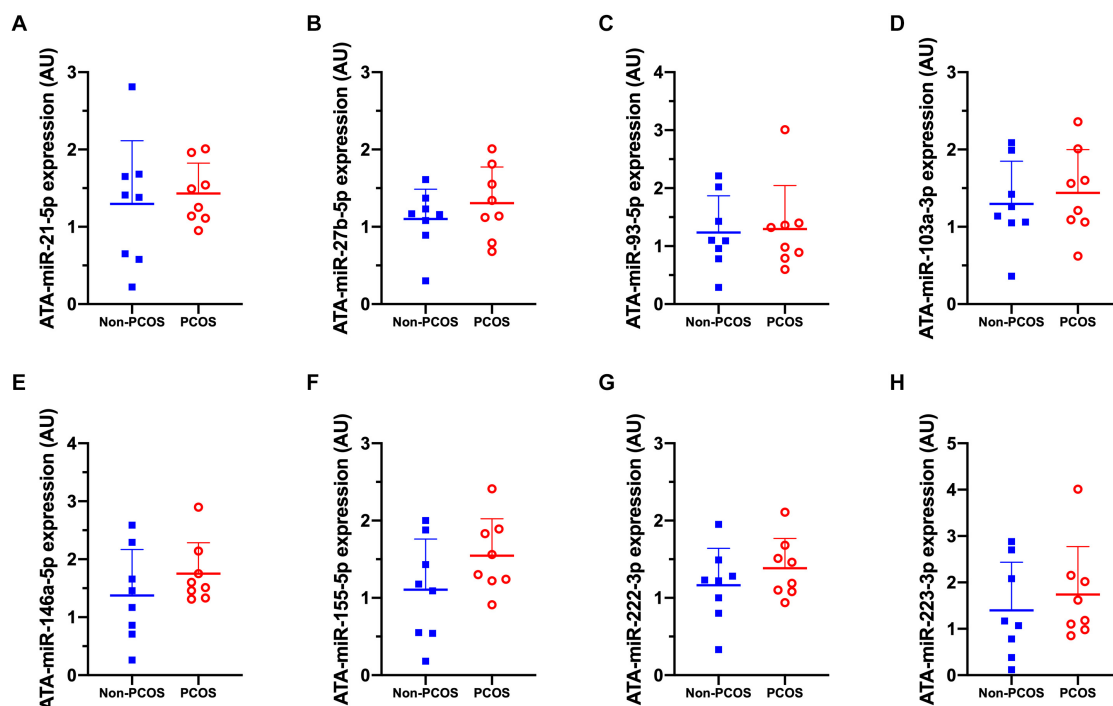 A
ATA-miR-21-5p expression (AU)
3
2
1
0
Non-PCOS PCOS
B
ATA-miR-27b-5p expression (AU)
3
2
1
0
Non-PCOS PCOS
C
ATA-miR-93-5p expression (AU)
4
3
2
1
0
Non-PCOS PCOS
D
ATA-miR-103a-3p expression (AU)
3
2
1
0
Non-PCOS PCOS
E
ATA-miR-146a-5p expression (AU)
4
3
2
1
0
Non-PCOS PCOS
F
ATA-miR-155-5p expression (AU)
3
2
1
0
Non-PCOS PCOS
G
ATA-miR-222-3p expression (AU)
3
2
1
0
Non-PCOS PCOS
H
ATA-miR-223-3p expression (AU)
5
4
3
2
1
0
Non-PCOS PCOS